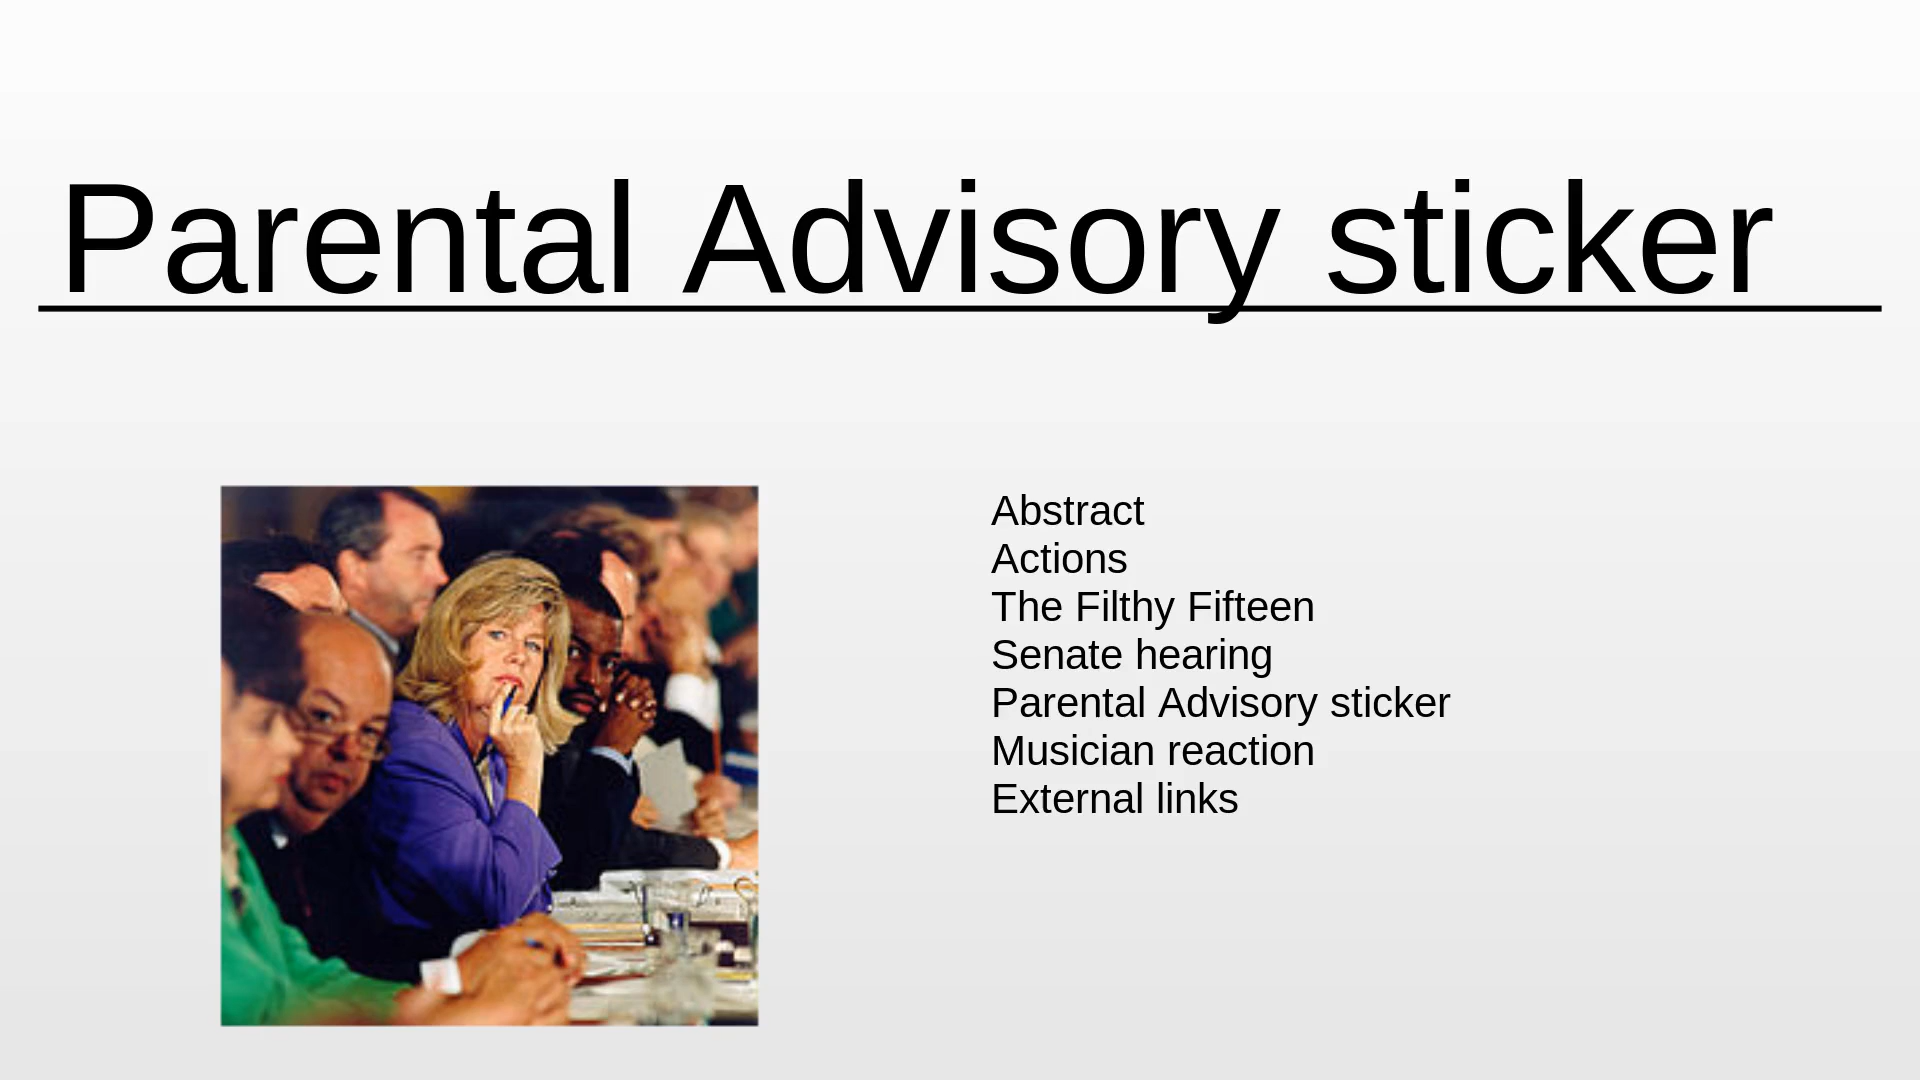 Parental Advisory sticker
Abstract
Actions
The Filthy Fifteen
Senate hearing
Parental Advisory sticker
Musician reaction
External links